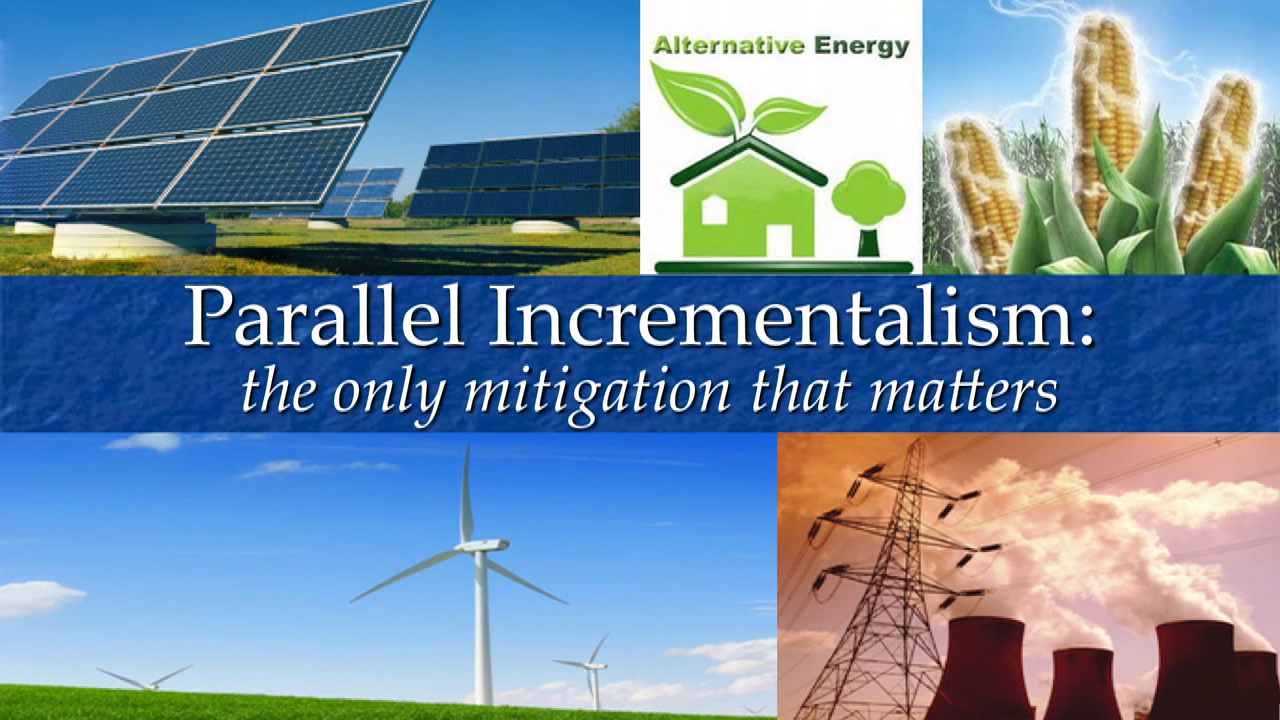 Alternative Energy
Parallel Incrementalism:
the only mitigation that matters